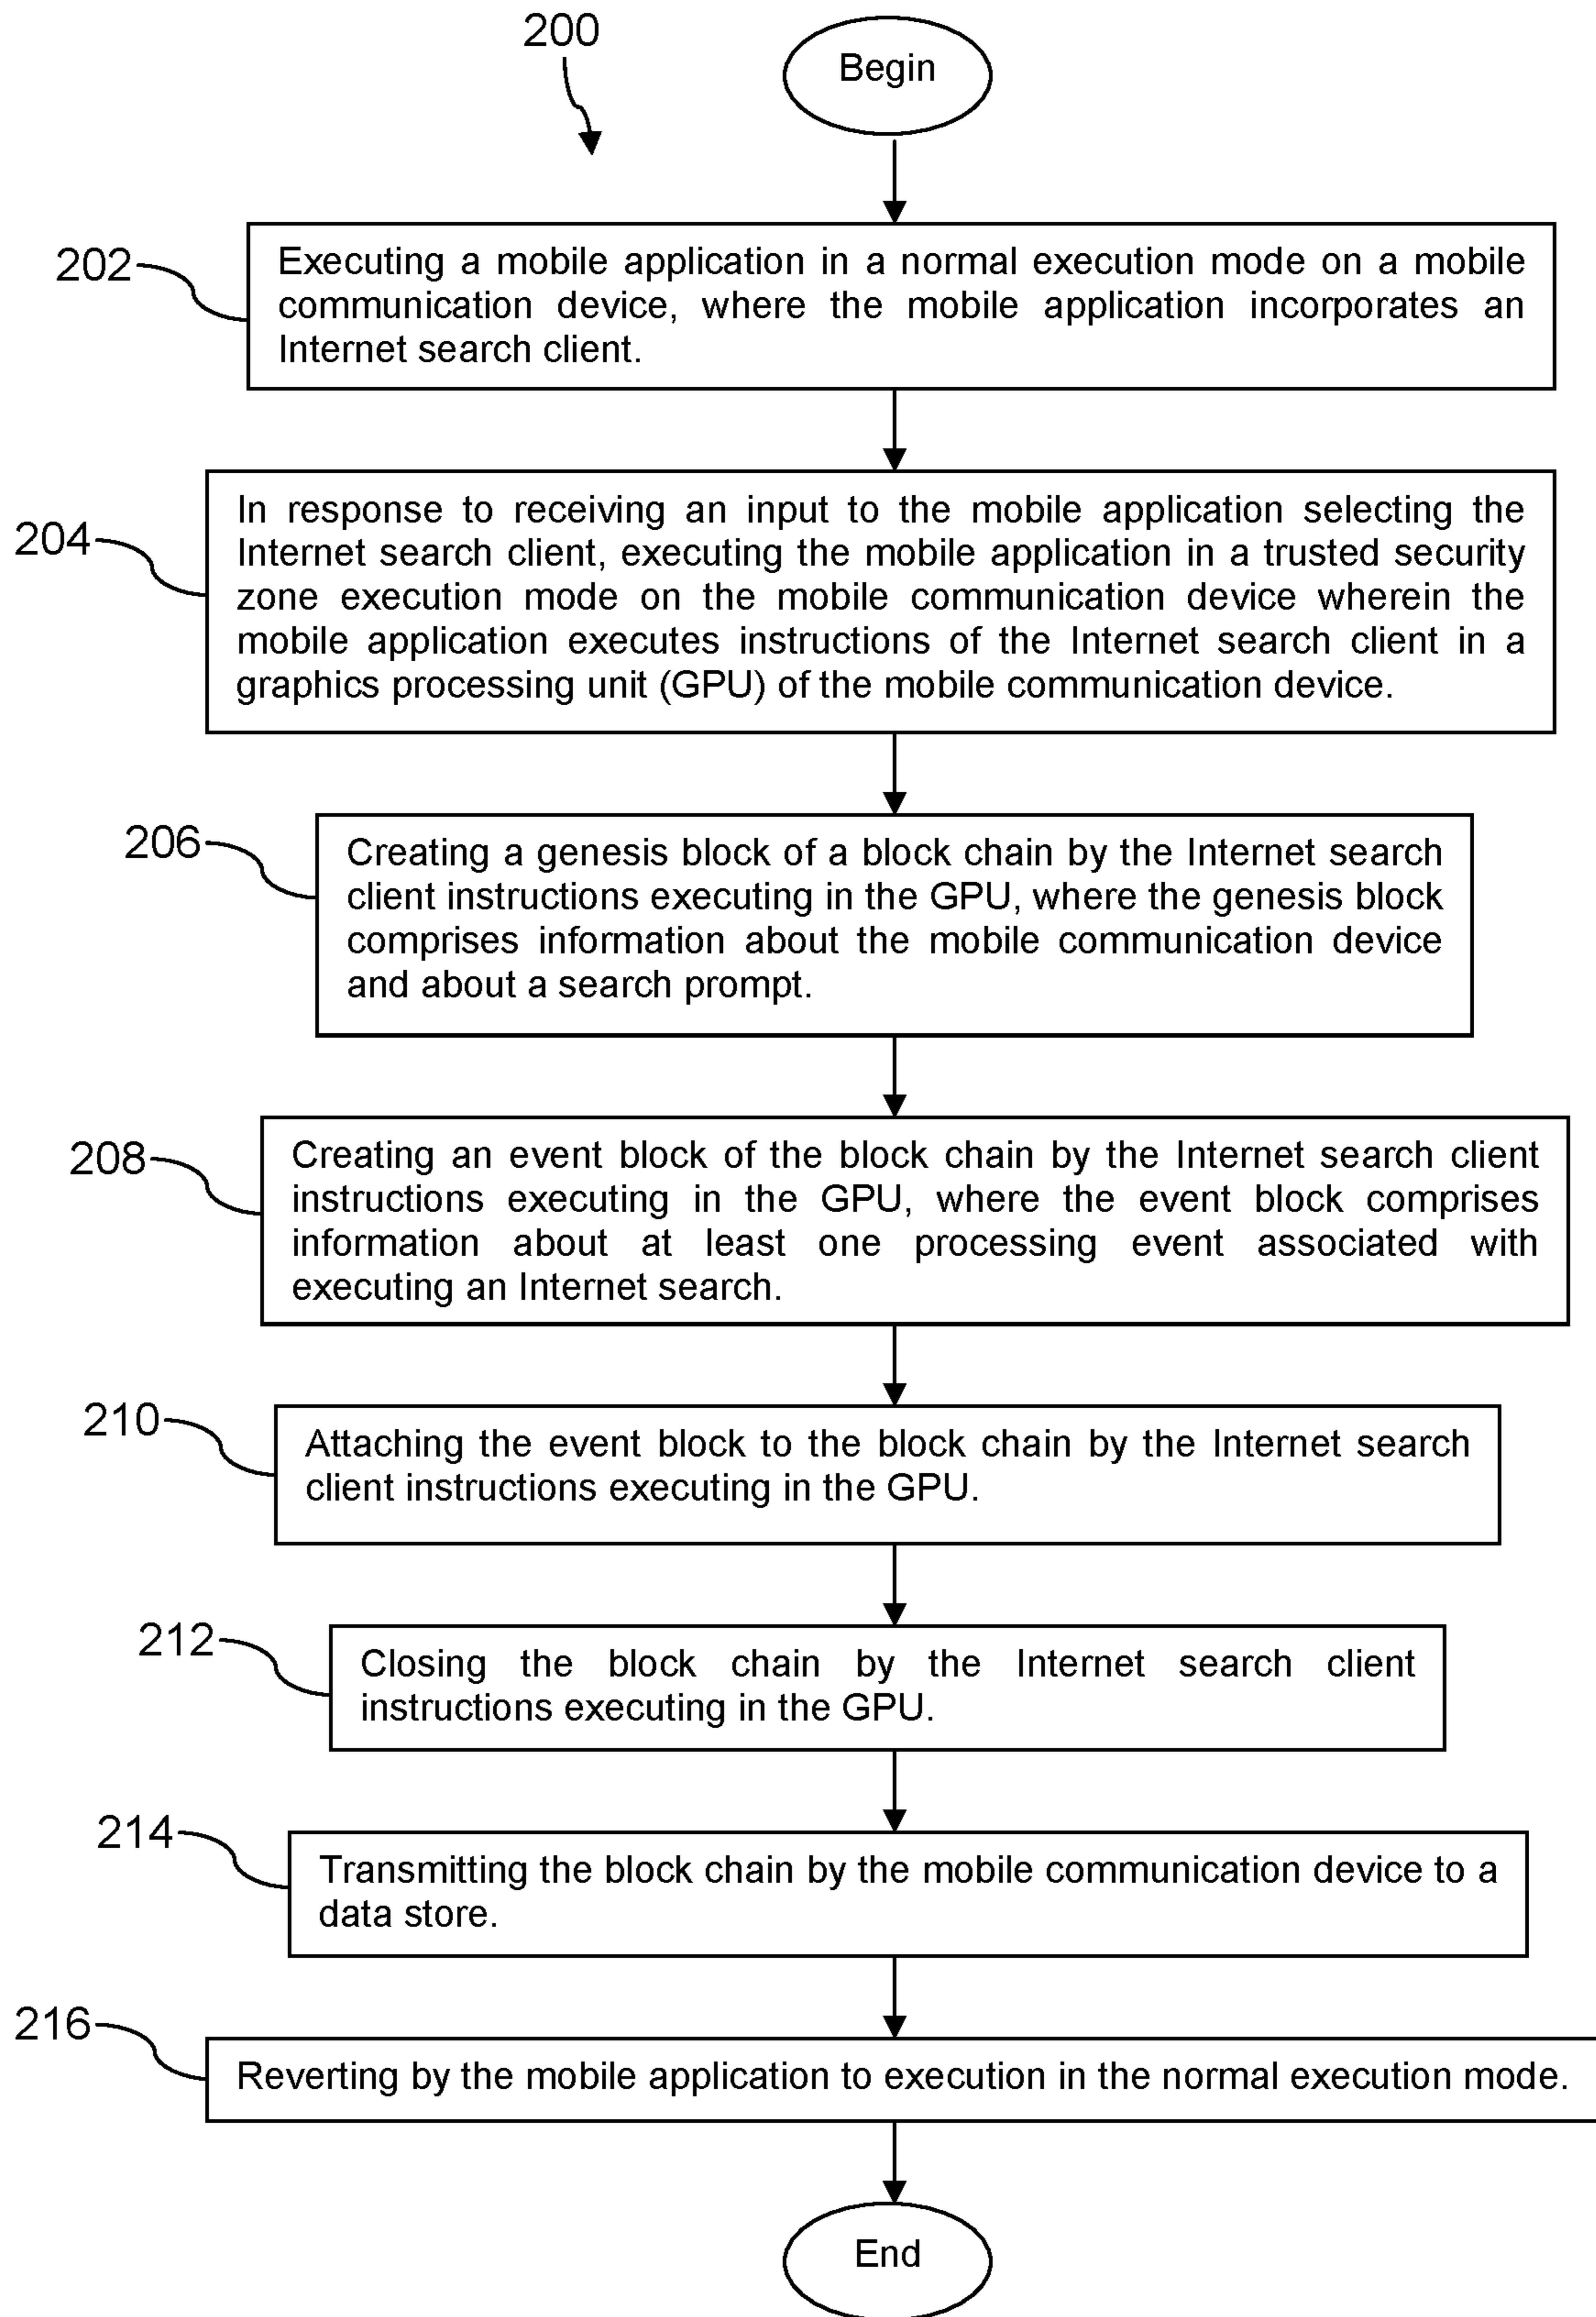 200
Begin
202
Executing a mobile application in a normal execution mode on a mobile
communication device, where the mobile application incorporates an
Internet search client.
204
In response to receiving an input to the mobile application selecting the
Internet search client, executing the mobile application in a trusted security
zone execution mode on the mobile communication device wherein the
mobile application executes instructions of the Internet search client in a
graphics processing unit (GPU) of the mobile communication device.
206
Creating a genesis block of a block chain by the Internet search
client instructions executing in the GPU, where the genesis block
comprises information about the mobile communication device
and about a search prompt.
208
Creating an event block of the block chain by the Internet search client
instructions executing in the GPU, where the event block comprises
information about at least one processing event associated with
executing an Internet search.
210
Attaching the event block to the block chain by the Internet search
client instructions executing in the GPU.
212
Closing the block chain by the Internet search client
instructions executing in the GPU.
214
Transmitting the block chain by the mobile communication device to a
data store.
216
Reverting by the mobile application to execution in the normal execution mode.
End